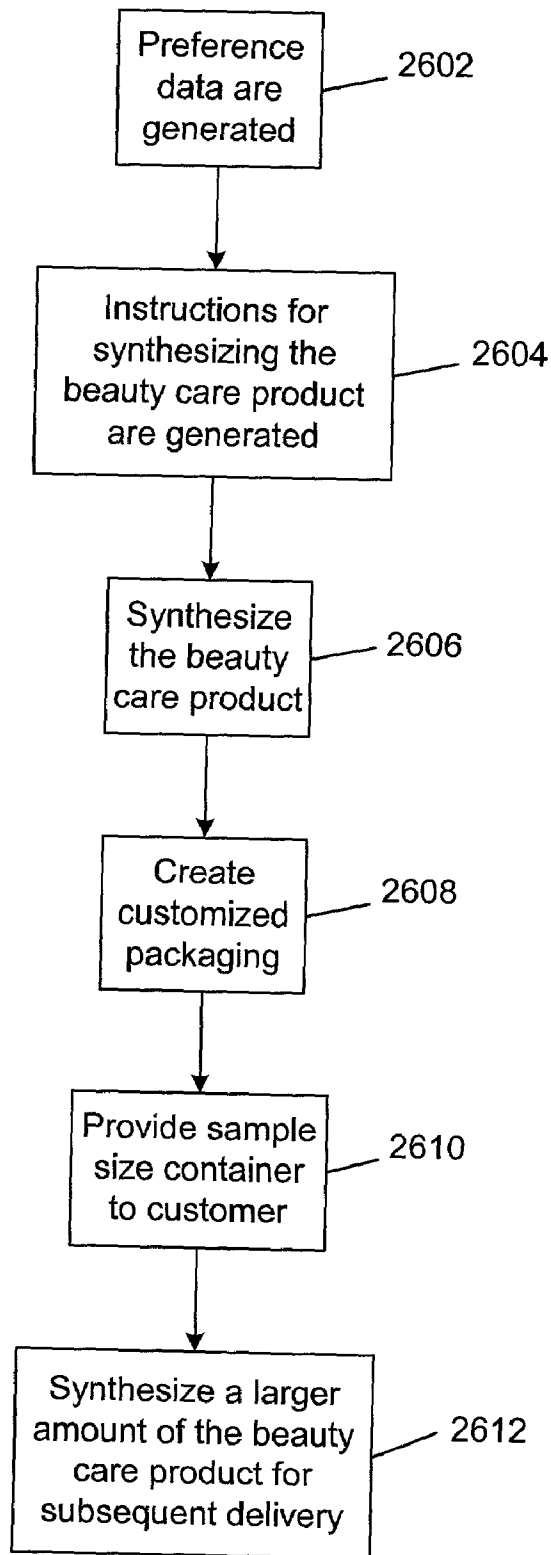 Preference
data are
generated
2602
Instructions for
synthesizing the
beauty care product
are generated
2604
Synthesize
the beauty
care product
2606
Create
customized
packaging
2608
Provide sample
size container
to customer
2610
Synthesize a larger
amount of the beauty
care product for
subsequent delivery
2612